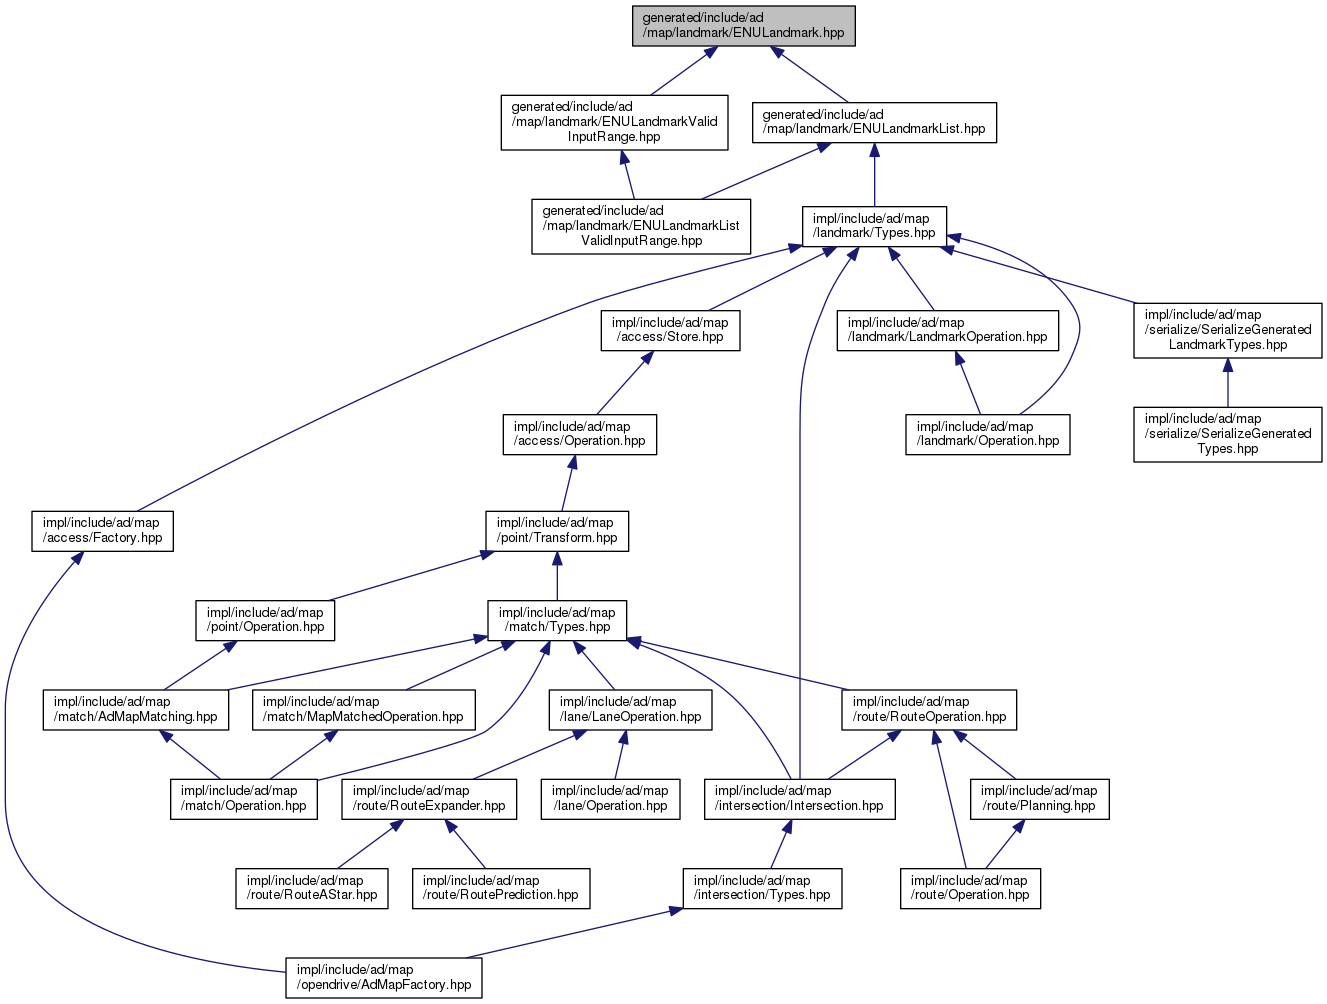 generated/include/ad
/map/landmark/ENULandmark.hpp
generated/include/ad
/map/landmark/ENULandmarkValid
InputRange.hpp
generated/include/ad
/map/landmark/ENULandmarkList.hpp
generated/include/ad
/map/landmark/ENULandmarkList
ValidInputRange.hpp
impl/include/ad/map
/landmark/Types.hpp
impl/include/ad/map
/access/Store.hpp
impl/include/ad/map
/landmark/LandmarkOperation.hpp
impl/include/ad/map
/serialize/SerializeGenerated
LandmarkTypes.hpp
impl/include/ad/map
/access/Operation.hpp
impl/include/ad/map
/landmark/Operation.hpp
impl/include/ad/map
/serialize/SerializeGenerated
Types.hpp
impl/include/ad/map
/access/Factory.hpp
impl/include/ad/map
/point/Transform.hpp
impl/include/ad/map
/point/Operation.hpp
impl/include/ad/map
/match/Types.hpp
impl/include/ad/map
/match/AdMapMatching.hpp
impl/include/ad/map
/match/MapMatchedOperation.hpp
impl/include/ad/map
/lane/LaneOperation.hpp
impl/include/ad/map
/route/RouteOperation.hpp
impl/include/ad/map
/match/Operation.hpp
impl/include/ad/map
/route/RouteExpander.hpp
impl/include/ad/map
/lane/Operation.hpp
impl/include/ad/map
/intersection/Intersection.hpp
impl/include/ad/map
/route/Planning.hpp
impl/include/ad/map
/route/RouteAStar.hpp
impl/include/ad/map
/route/RoutePrediction.hpp
impl/include/ad/map
/intersection/Types.hpp
impl/include/ad/map
/route/Operation.hpp
impl/include/ad/map
/opendrive/AdMapFactory.hpp